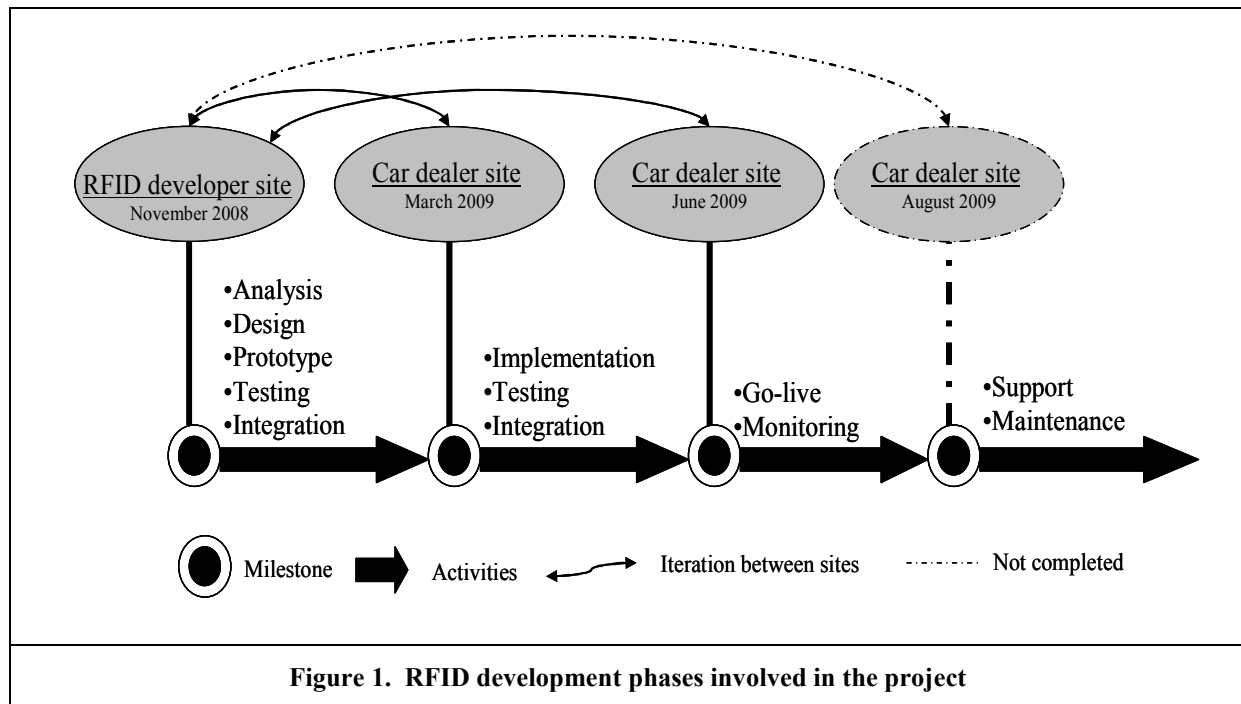 RFID developer site
November 2008
Car dealer site
March 2009
Car dealer site
June 2009
Car dealer site
August 2009
•Analysis
•Design
•Prototype
•Testing
•Integration
•Implementation
•Testing
•Integration
•Go-live
•Monitoring
•Support
•Maintenance
Milestone
Activities
Iteration between sites
Not completed
Figure 1. RFID development phases involved in the project